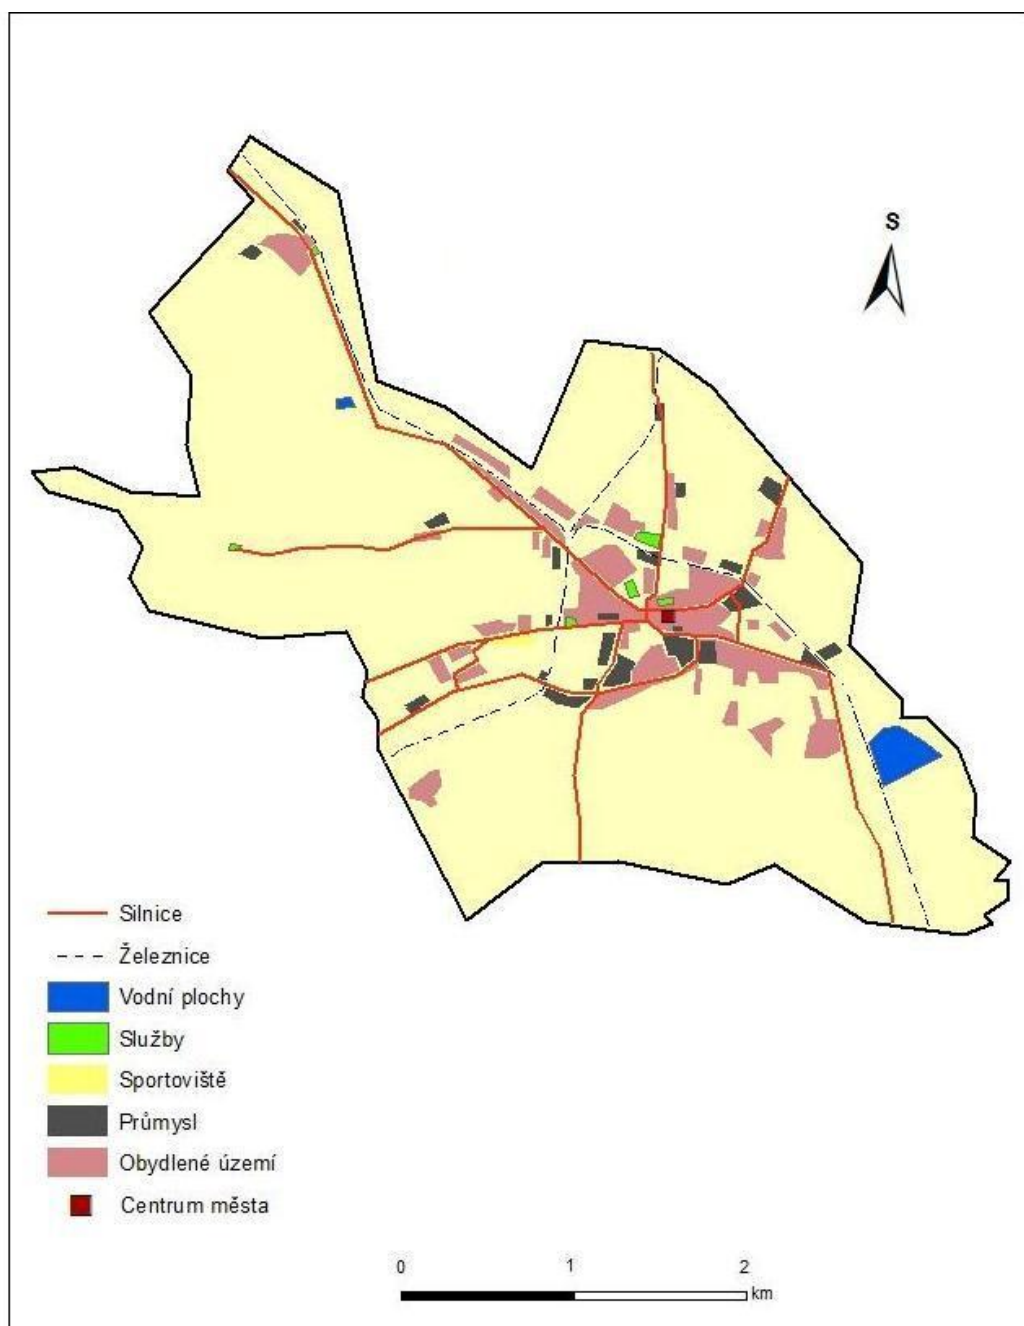 S
Silnice
Železnice
Vodní plochy
Služby
Sportoviště
Průmysl
Obydlené území
Centrum města
0 1 2
km